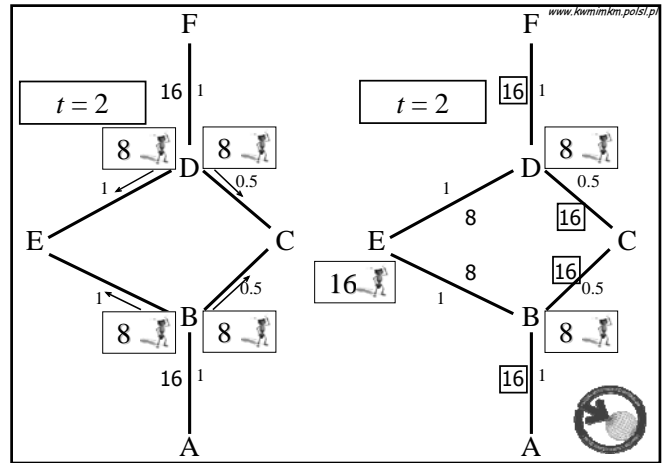 www.kwmimkm.polsl.pl
F
16 1
t = 2
8 8
D
1 0.5
E C
1 0.5
B
8 8
16 1
A
F
16 1
t = 2
D 8
1 0.5
8 16
E C
8 16
16 1 0.5
B 8
16 1
A